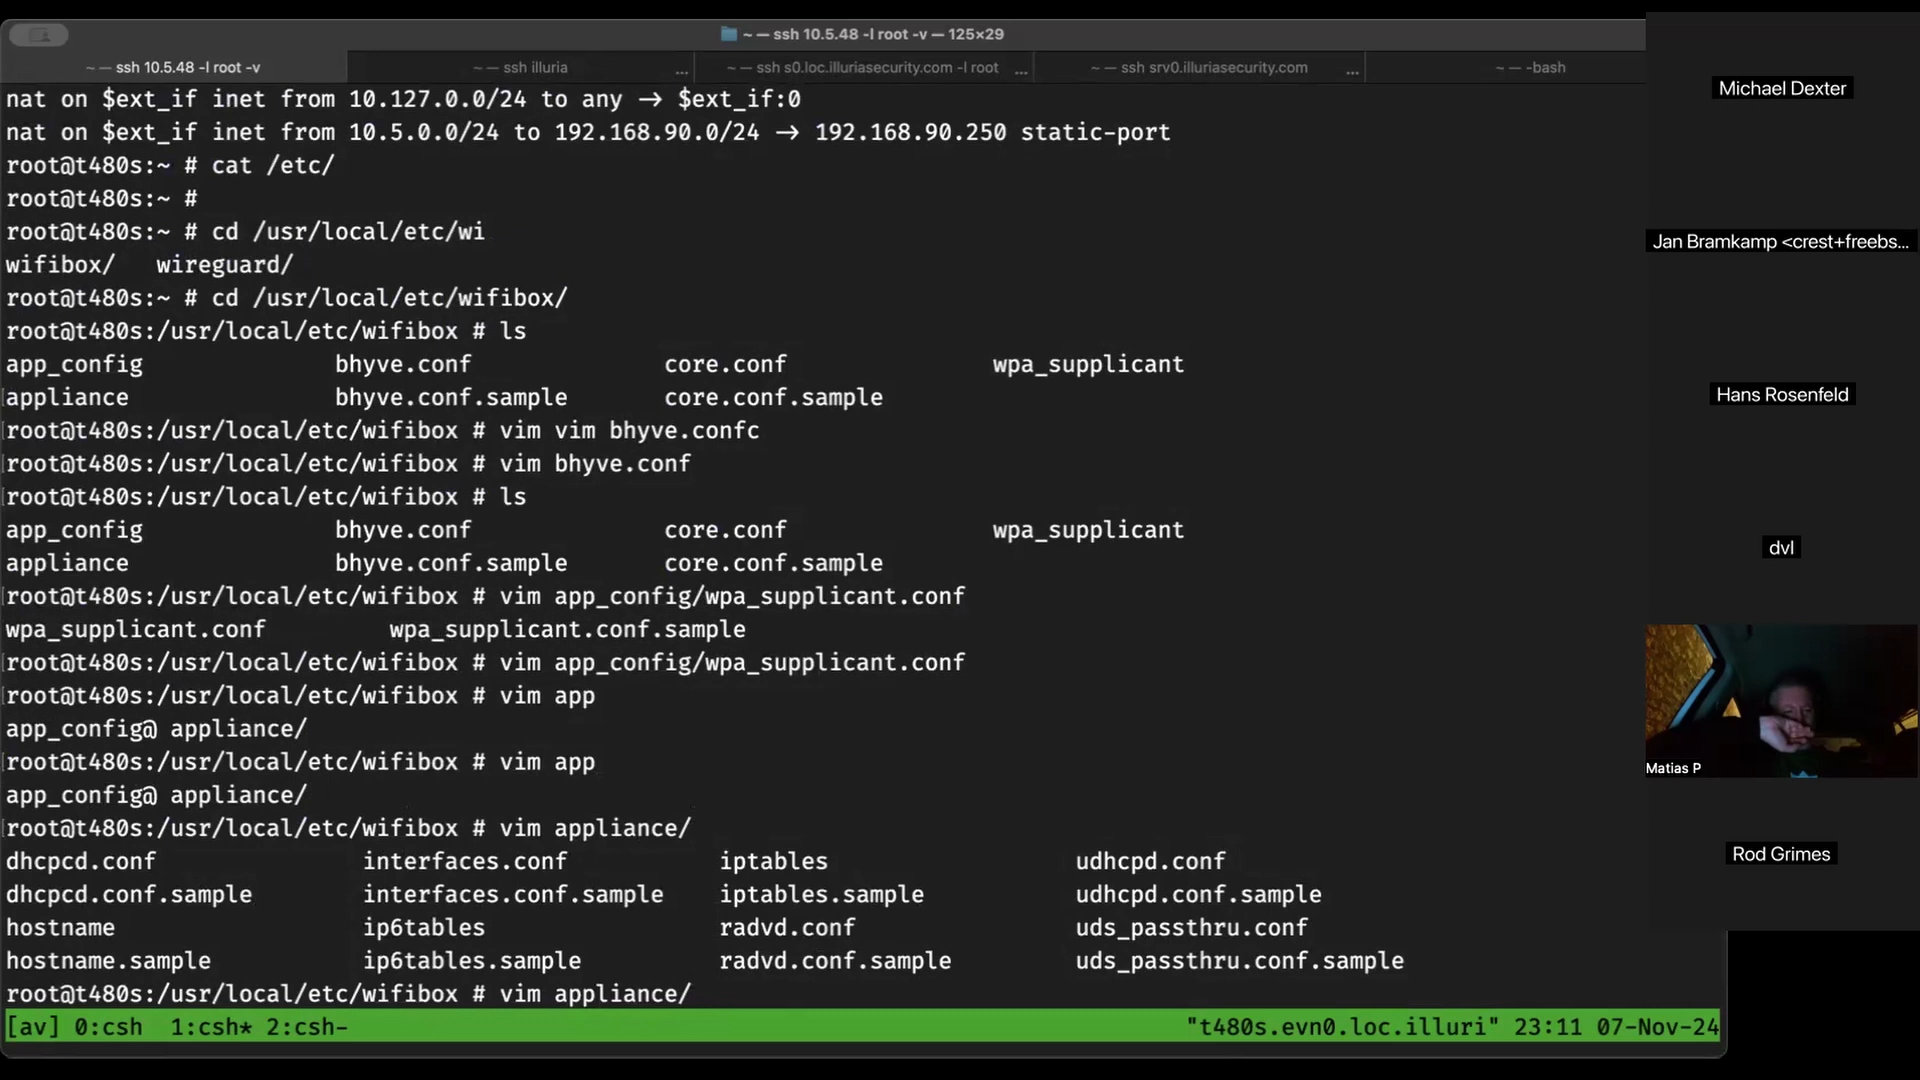 ~ — ssh 10.5.48 -l root -v — 125×29
~ — ssh 10.5.48 -l root -v
~ — ssh illuria ...
~ — ssh s0.loc.illuriasecurity.com -l root ...
~ — ssh srv0.illuriasecurity.com ...
~ — -bash
nat on $ext_if inet from 10.127.0.0/24 to any -> $ext_if:0
nat on $ext_if inet from 10.5.0.0/24 to 192.168.90.0/24 -> 192.168.90.250 static-port
root@t480s:~ # cat /etc/
root@t480s:~ #
root@t480s:~ # cd /usr/local/etc/wi
wifibox/ wireguard/
root@t480s:~ # cd /usr/local/etc/wifibox/
root@t480s:/usr/local/etc/wifibox # ls
app_config bhyve.conf core.conf wpa_supplicant
appliance bhyve.conf.sample core.conf.sample
root@t480s:/usr/local/etc/wifibox # vim vim bhyve.confc
root@t480s:/usr/local/etc/wifibox # vim bhyve.conf
root@t480s:/usr/local/etc/wifibox # ls
app_config bhyve.conf core.conf wpa_supplicant
appliance bhyve.conf.sample core.conf.sample
root@t480s:/usr/local/etc/wifibox # vim app_config/wpa_supplicant.conf
wpa_supplicant.conf wpa_supplicant.conf.sample
root@t480s:/usr/local/etc/wifibox # vim app_config/wpa_supplicant.conf
root@t480s:/usr/local/etc/wifibox # vim app
app_config@ appliance/
root@t480s:/usr/local/etc/wifibox # vim app
app_config@ appliance/
root@t480s:/usr/local/etc/wifibox # vim appliance/
dhcpcd.conf interfaces.conf iptables udhcpd.conf
dhcpcd.conf.sample interfaces.conf.sample iptables.sample udhcpd.conf.sample
hostname ip6tables radvd.conf uds_passthru.conf
hostname.sample ip6tables.sample radvd.conf.sample uds_passthru.conf.sample
root@t480s:/usr/local/etc/wifibox # vim appliance/
[av] 0:csh 1:csh* 2:csh- "t480s.evn0.loc.illuri" 23:11 07-Nov-24
Michael Dexter
Jan Bramkamp <crest+freebs...
Hans Rosenfeld
dvl
Matias P
Rod Grimes